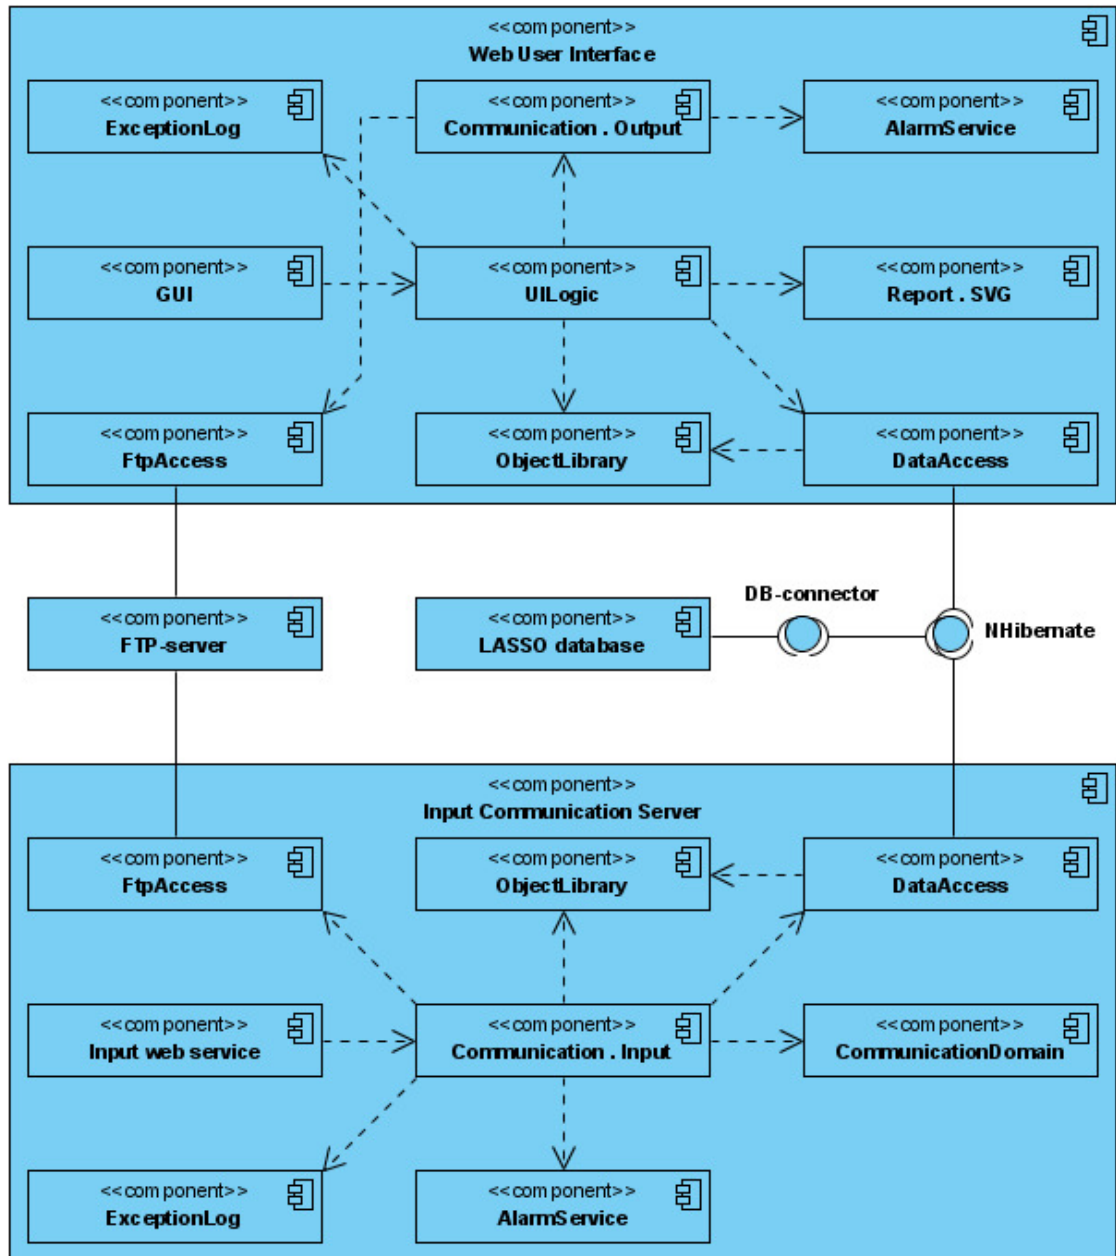 <<component>>
Web User Interface
<<component>>
ExceptionLog
<<component>>
Communication . Output
<<component>>
AlarmService
<<component>>
GUI
<<component>>
UILogic
<<component>>
Report . SVG
<<component>>
FtpAccess
<<component>>
ObjectLibrary
<<component>>
DataAccess
<<component>>
FTP-server
<<component>>
LASSO database
DB-connector
NHibernate
<<component>>
Input Communication Server
<<component>>
FtpAccess
<<component>>
ObjectLibrary
<<component>>
DataAccess
<<component>>
Input web service
<<component>>
Communication . Input
<<component>>
CommunicationDomain
<<component>>
ExceptionLog
<<component>>
AlarmService